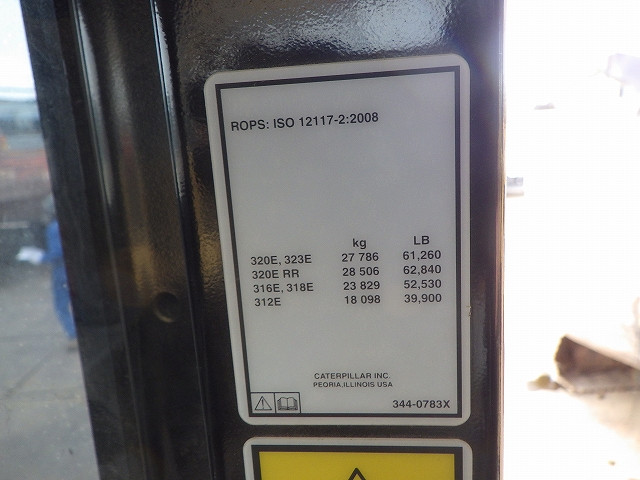 ROPS: ISO 12117-2:2008
kg LB
320E, 323E 27 786 61,260
320E RR 28 506 62,840
316E, 318E 23 829 52,530
312E 18 098 39,900
CATERPILLAR INC.
PEORIA,ILLINOIS USA
344-0783X